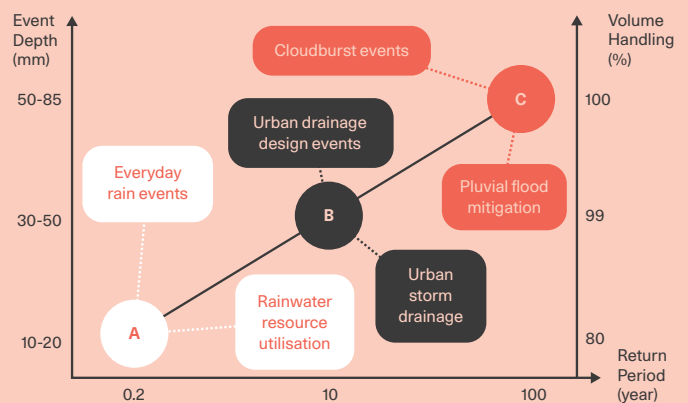 Event
Depth
(mm)
50-85
30-50
10-20
Everyday
rain events
A
Rainwater
resource
utilisation
Urban drainage
design events
B
Urban
storm
drainage
Cloudburst events
C
Pluvial flood
mitigation
Volume
Handling
(%)
100
99
80
Return
Period
(year)
0.2
10
100